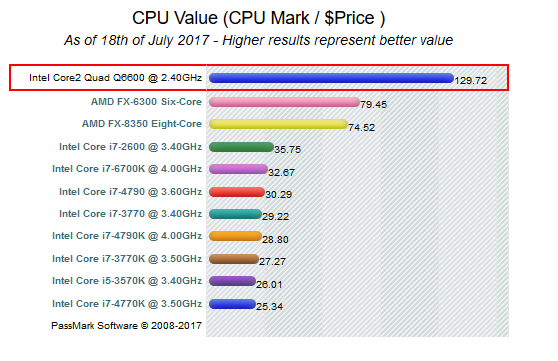 CPU Value (CPU Mark / $Price )
As of 18th of July 2017 - Higher results represent better value
Intel Core2 Quad Q6600 @ 2.40GHz 129.72
AMD FX-6300 Six-Core 79.45
AMD FX-8350 Eight-Core 74.52
Intel Core i7-2600 @ 3.40GHz 35.75
Intel Core i7-6700K @ 4.00GHz 32.67
Intel Core i7-4790 @ 3.60GHz 30.29
Intel Core i7-3770 @ 3.40GHz 29.22
Intel Core i7-4790K @ 4.00GHz 28.80
Intel Core i7-3770K @ 3.50GHz 27.27
Intel Core i5-3570K @ 3.40GHz 26.01
Intel Core i7-4770K @ 3.50GHz 25.34
PassMark Software © 2008-2017